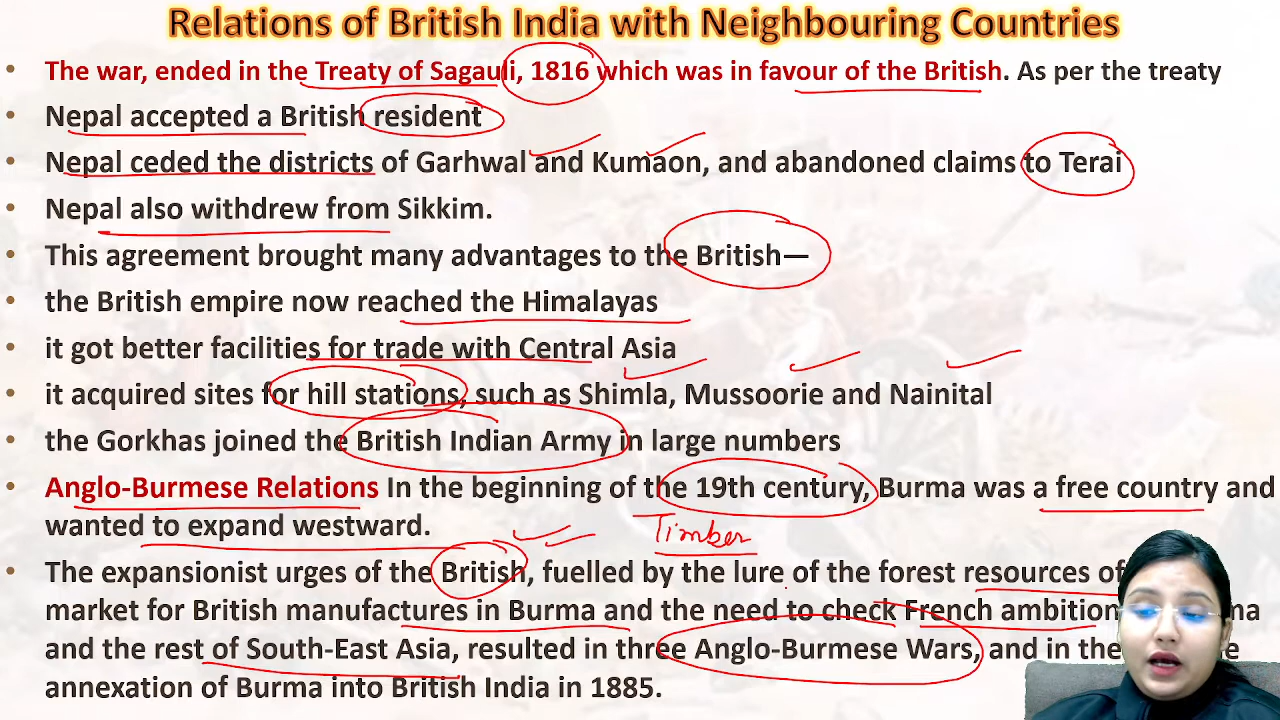 Relations of British India with Neighbouring Countries
• The war, ended in the Treaty of Sagauli, 1816 which was in favour of the British. As per the treaty
• Nepal accepted a British resident
• Nepal ceded the districts of Garhwal and Kumaon, and abandoned claims to Terai
• Nepal also withdrew from Sikkim.
• This agreement brought many advantages to the British—
• the British empire now reached the Himalayas
• it got better facilities for trade with Central Asia
• it acquired sites for hill stations, such as Shimla, Mussoorie and Nainital
• the Gorkhas joined the British Indian Army in large numbers
• Anglo-Burmese Relations In the beginning of the 19th century, Burma was a free country and
wanted to expand westward.
Timber
• The expansionist urges of the British, fuelled by the lure of the forest resources of
market for British manufactures in Burma and the need to check French ambition
and the rest of South-East Asia, resulted in three Anglo-Burmese Wars, and in the
annexation of Burma into British India in 1885.